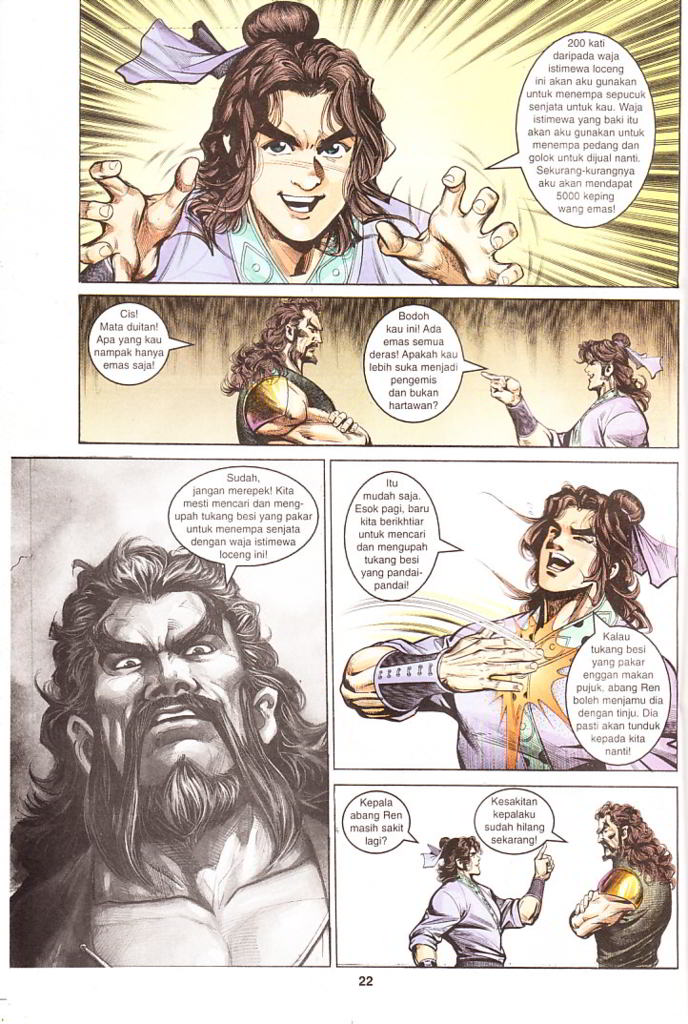 200 kati
daripada waja
istimewa loceng
ini akan aku gunakan
untuk menempa sepucuk
senjata untuk kau. Waja
istimewa yang baki itu
akan aku gunakan untuk
menempa pedang dan
golok untuk dijual nanti.
Sekurang-kurangnya
aku akan mendapat
5000 keping
wang emas!
Cis!
Mata duitan!
Apa yang kau
nampak hanya
emas saja!
Bodoh
kau ini! Ada
emas semua
deras! Apakah kau
lebih suka menjadi
pengemis
dan bukan
hartawan?
Sudah,
jangan merepek! Kita
mesti mencari dan meng-
upah tukang besi yang pakar
untuk menempa senjata
dengan waja istimewa
loceng ini!
Itu
mudah saja.
Esok pagi, baru
kita berikhtiar
untuk mencari
dan mengupah
tukang besi
yang pandai-
pandai!
Kalau
tukang besi
yang pakar
enggan makan
pujuk, abang Ren
boleh menjamu dia
dengan tinju. Dia
pasti akan tunduk
kepada kita
nanti!
Kepala
abang Ren
masih sakit
lagi?
Kesakitan
kepalaku
sudah hilang
sekarang!
22